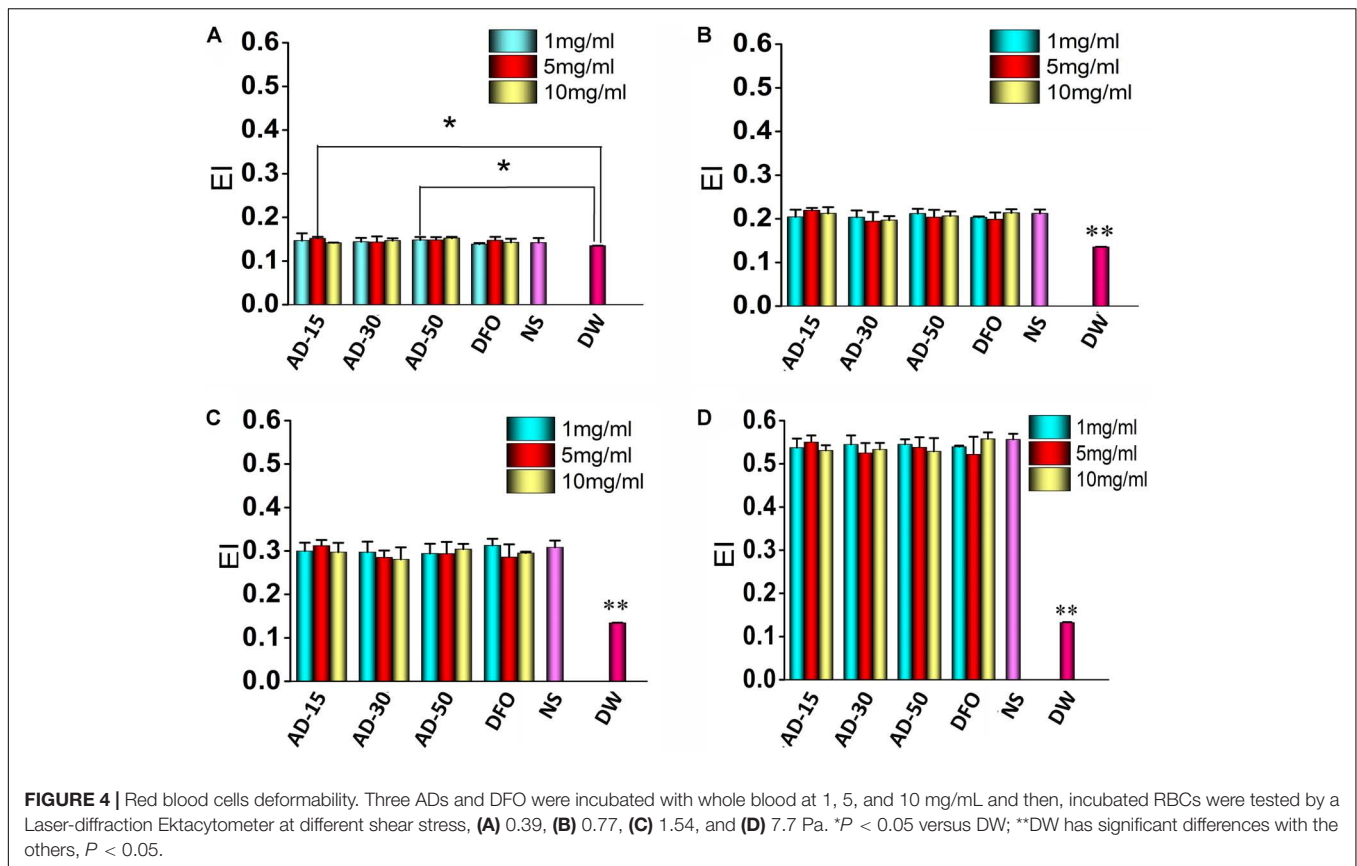 A
0.6
0.5
0.4
0.3
0.2
0.1
0.0
EI
1mg/ml
5mg/ml
10mg/ml
*
*
AD-15
AD-30
AD-50
DFO
NS
DW
B
0.6
0.5
0.4
0.3
0.2
0.1
0.0
EI
1mg/ml
5mg/ml
10mg/ml
**
AD-15
AD-30
AD-50
DFO
NS
DW
C
0.6
0.5
0.4
0.3
0.2
0.1
0.0
EI
1mg/ml
5mg/ml
10mg/ml
**
AD-15
AD-30
AD-50
DFO
NS
DW
D
0.6
0.5
0.4
0.3
0.2
0.1
0.0
EI
1mg/ml
5mg/ml
10mg/ml
**
AD-15
AD-30
AD-50
DFO
NS
DW
FIGURE 4 | Red blood cells deformability. Three ADs and DFO were incubated with whole blood at 1, 5, and 10 mg/mL and then, incubated RBCs were tested by a
Laser-diffraction Ektacytometer at different shear stress, (A) 0.39, (B) 0.77, (C) 1.54, and (D) 7.7 Pa. *P < 0.05 versus DW; **DW has significant differences with the
others, P < 0.05.